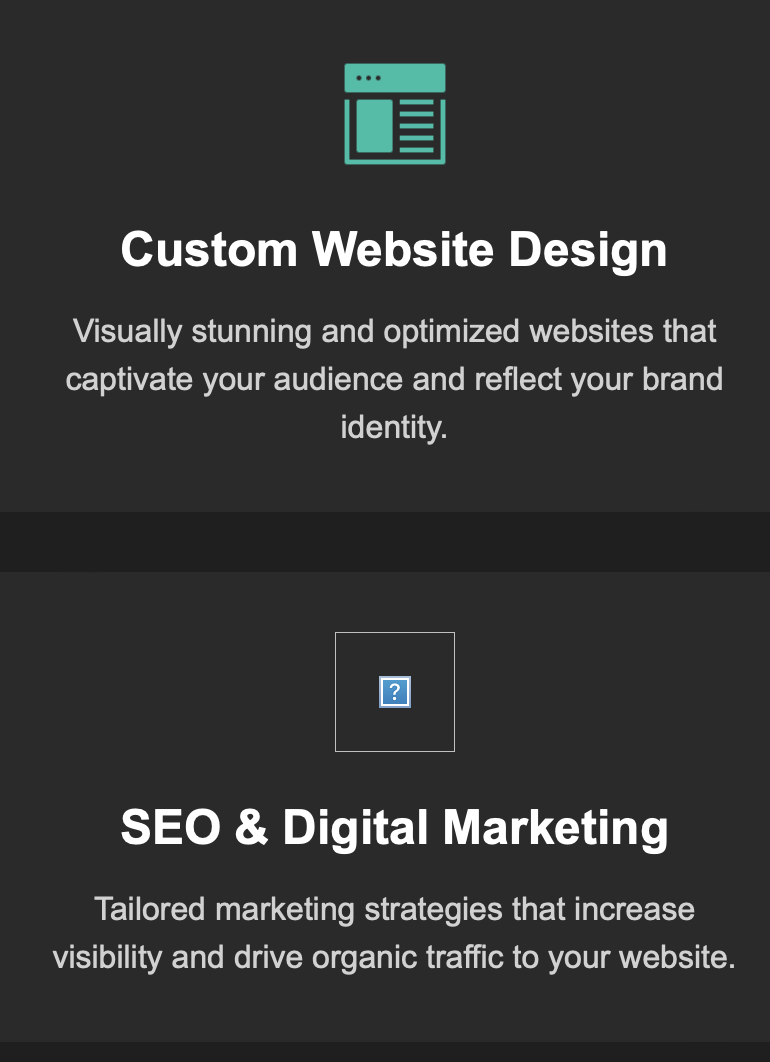 Custom Website Design
Visually stunning and optimized websites that
captivate your audience and reflect your brand
identity.
?
SEO & Digital Marketing
Tailored marketing strategies that increase
visibility and drive organic traffic to your website.